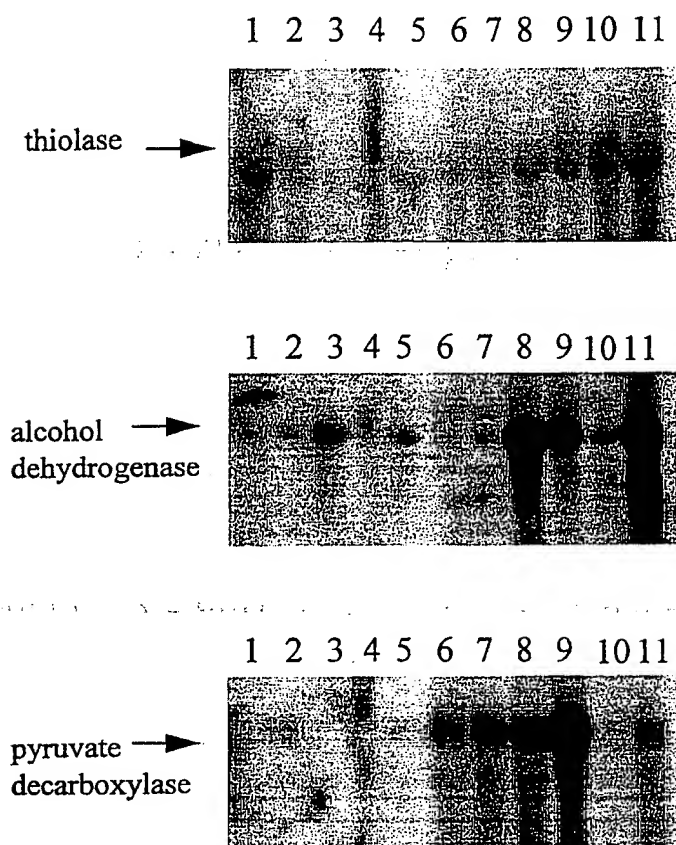 1 2 3 4 5 6 7 8 9 10 11
thiolase
1 2 3 4 5 6 7 8 9 10 11
alcohol
dehydrogenase
1 2 3 4 5 6 7 8 9 10 11
pyruvate
decarboxylase